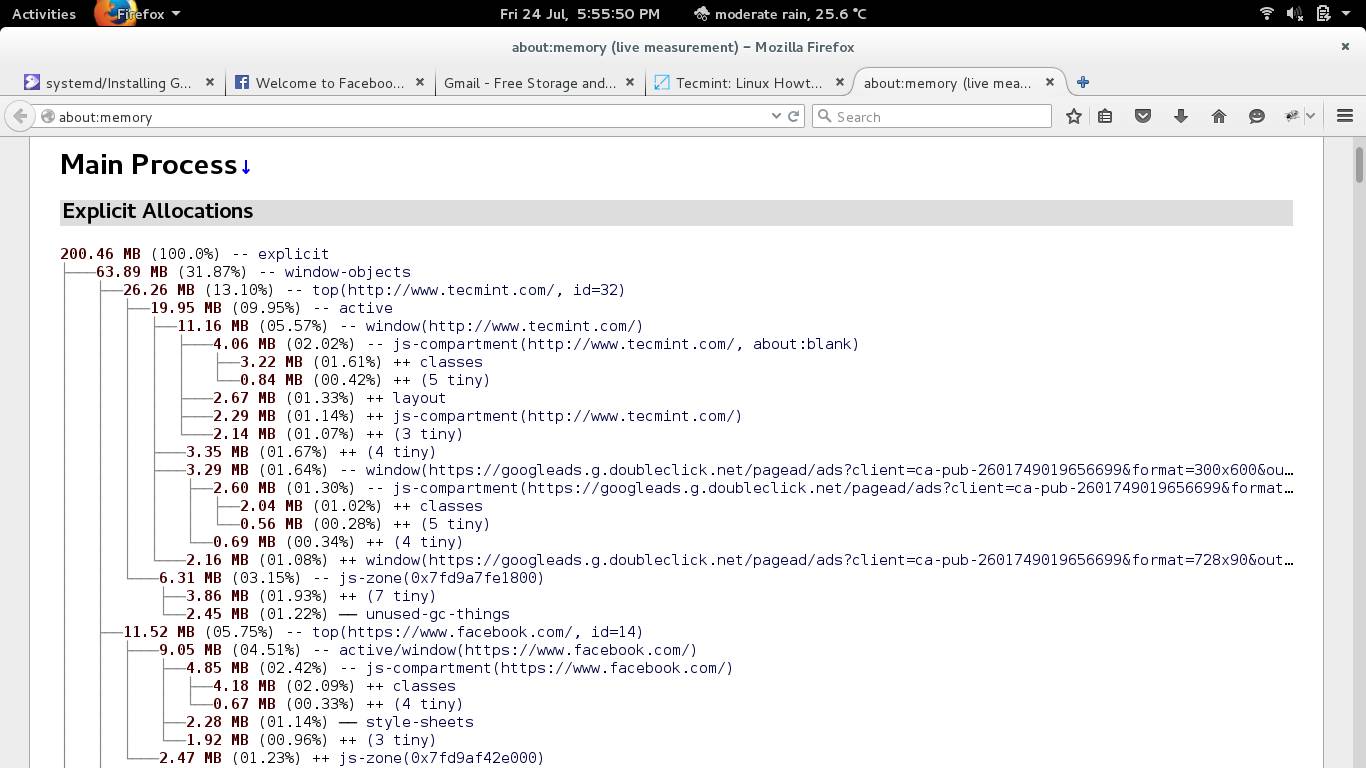 Activities Firefox Fri 24 Jul, 5:55:50 PM moderate rain, 25.6 °C
about:memory (live measurement) – Mozilla Firefox
systemd/Installing G... Welcome to Faceboo... Gmail - Free Storage and... Tecmint: Linux Howt... about:memory (live mea...
about:memory Search
Main Process↓
Explicit Allocations
200.46 MB (100.0%) -- explicit
├──63.89 MB (31.87%) -- window-objects
│ ├──26.26 MB (13.10%) -- top(http://www.tecmint.com/, id=32)
│ │ ├──19.95 MB (09.95%) -- active
│ │ │ ├──11.16 MB (05.57%) -- window(http://www.tecmint.com/)
│ │ │ │ ├──4.06 MB (02.02%) -- js-compartment(http://www.tecmint.com/, about:blank)
│ │ │ │ │ ├──3.22 MB (01.61%) ++ classes
│ │ │ │ │ └──0.84 MB (00.42%) ++ (5 tiny)
│ │ │ │ ├──2.67 MB (01.33%) ++ layout
│ │ │ │ ├──2.29 MB (01.14%) ++ js-compartment(http://www.tecmint.com/)
│ │ │ │ └──2.14 MB (01.07%) ++ (3 tiny)
│ │ │ ├──3.35 MB (01.67%) ++ (4 tiny)
│ │ │ ├──3.29 MB (01.64%) -- window(https://googleads.g.doubleclick.net/pagead/ads?client=ca-pub-2601749019656699&format=300x600&ou…
│ │ │ │ ├──2.60 MB (01.30%) -- js-compartment(https://googleads.g.doubleclick.net/pagead/ads?client=ca-pub-2601749019656699&format…
│ │ │ │ │ ├──2.04 MB (01.02%) ++ classes
│ │ │ │ │ └──0.56 MB (00.28%) ++ (5 tiny)
│ │ │ │ └──0.69 MB (00.34%) ++ (4 tiny)
│ │ │ └──2.16 MB (01.08%) ++ window(https://googleads.g.doubleclick.net/pagead/ads?client=ca-pub-2601749019656699&format=728x90&out…
│ │ └──6.31 MB (03.15%) -- js-zone(0x7fd9a7fe1800)
│ │ ├──3.86 MB (01.93%) ++ (7 tiny)
│ │ └──2.45 MB (01.22%) ── unused-gc-things
│ ├──11.52 MB (05.75%) -- top(https://www.facebook.com/, id=14)
│ │ ├──9.05 MB (04.51%) -- active/window(https://www.facebook.com/)
│ │ │ ├──4.85 MB (02.42%) -- js-compartment(https://www.facebook.com/)
│ │ │ │ ├──4.18 MB (02.09%) ++ classes
│ │ │ │ └──0.67 MB (00.33%) ++ (4 tiny)
│ │ │ ├──2.28 MB (01.14%) ── style-sheets
│ │ │ └──1.92 MB (00.96%) ++ (3 tiny)
│ │ └──2.47 MB (01.23%) ++ js-zone(0x7fd9af42e000)